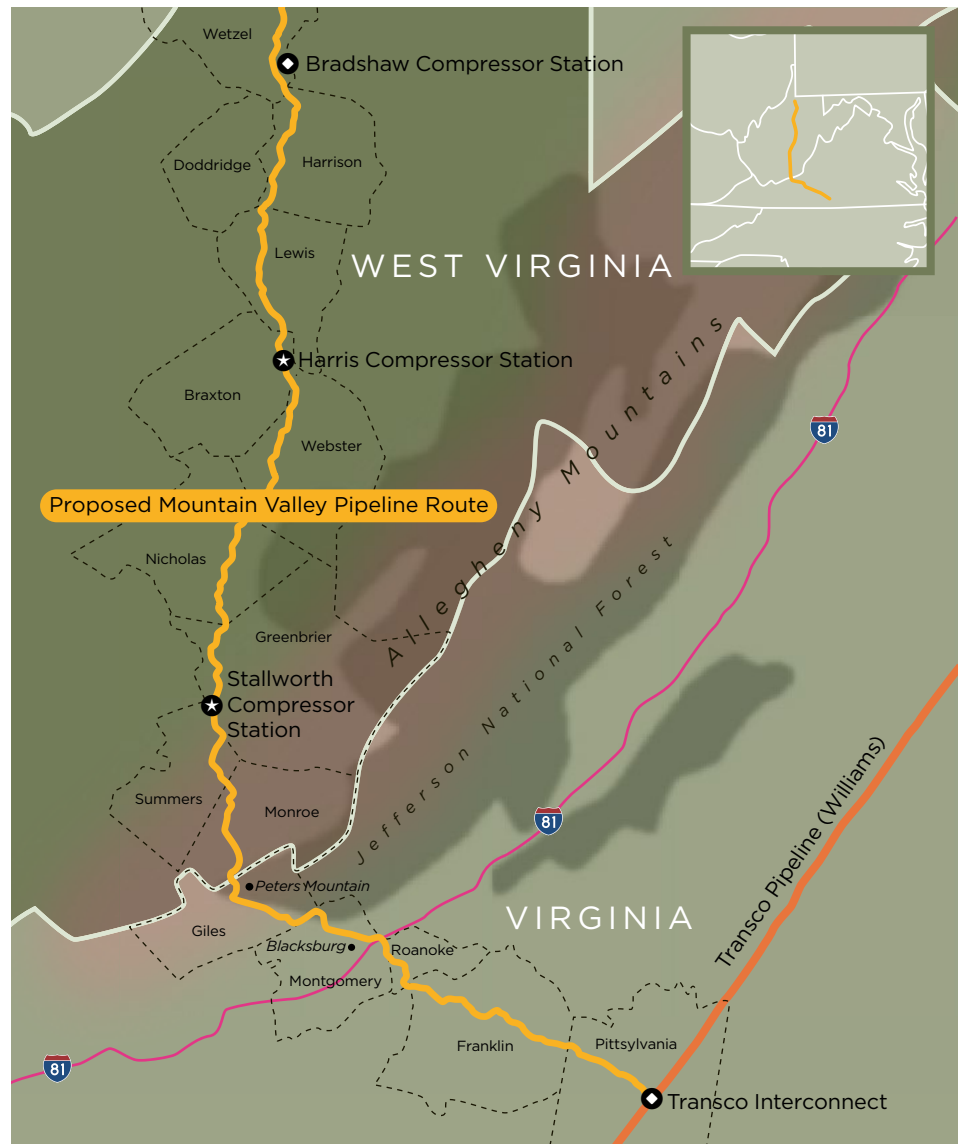 Wetzel
Bradshaw Compressor Station
Doddridge
Harrison
Lewis
WEST VIRGINIA
Harris Compressor Station
Braxton
Webster
Allegheny Mountains
81
Proposed Mountain Valley Pipeline Route
Nicholas
Jefferson National Forest
Greenbrier
Stallworth
Compressor
Station
Summers
Monroe
81
Transco Pipeline (Williams)
Peters Mountain
VIRGINIA
Giles
Blacksburg
Roanoke
Montgomery
Franklin
Pittsylvania
81
Transco Interconnect